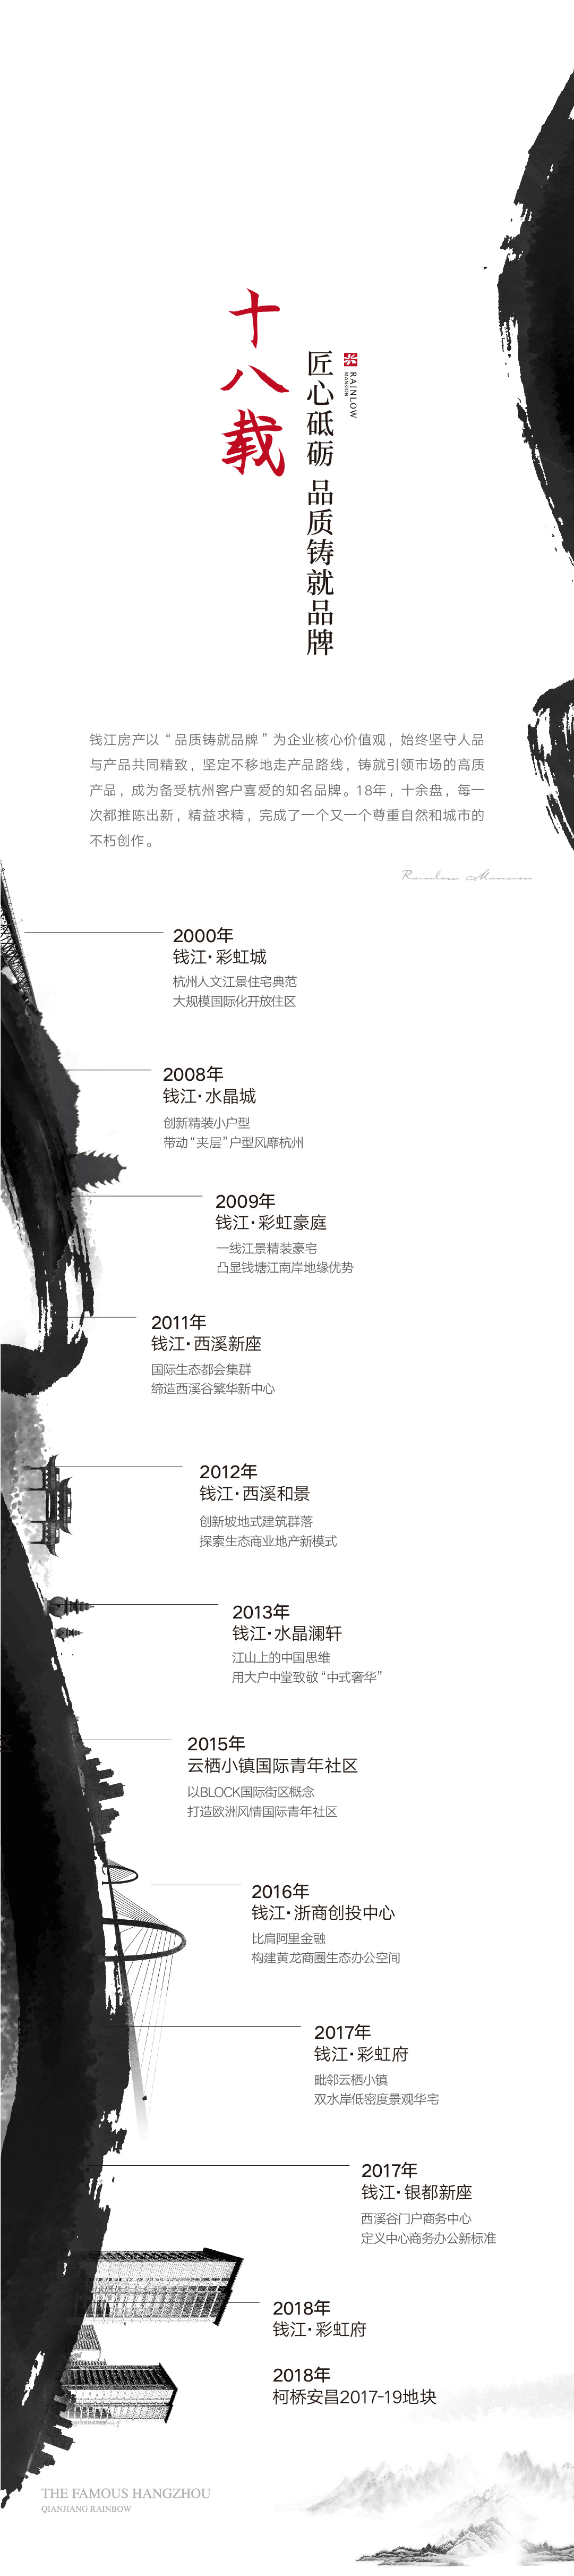 十八载
匠心砥砺 品质铸就品牌
RAINLOW
MANSION
钱江房产以“品质铸就品牌”为企业核心价值观，始终坚守人品
与产品共同精致，坚定不移地走产品路线，铸就引领市场的高质
产品，成为备受杭州客户喜爱的知名品牌。18年，十余盘，每一
次都推陈出新，精益求精，完成了一个又一个尊重自然和城市的
不朽创作。
2000年
钱江·彩虹城
杭州人文江景住宅典范
大规模国际化开放住区
2008年
钱江·水晶城
创新精装小户型
带动“夹层”户型风靡杭州
2009年
钱江·彩虹豪庭
一线江景精装豪宅
凸显钱塘江南岸地缘优势
2011年
钱江·西溪新座
国际生态都会集群
缔造西溪谷繁华新中心
2012年
钱江·西溪和景
创新坡地式建筑群落
探索生态商业地产新模式
2013年
钱江·水晶澜轩
江山上的中国思维
用大户中堂致敬“中式奢华”
2015年
云栖小镇国际青年社区
以BLOCK国际街区概念
打造欧洲风情国际青年社区
2016年
钱江·浙商创投中心
比肩阿里金融
构建黄龙商圈生态办公空间
2017年
钱江·彩虹府
毗邻云栖小镇
双水岸低密度景观华宅
2017年
钱江·银都新座
西溪谷门户商务中心
定义中心商务办公新标准
2018年
钱江·彩虹府
2018年
柯桥安昌2017-19地块
THE FAMOUS HANGZHOU
QIANJIANG RAINBOW